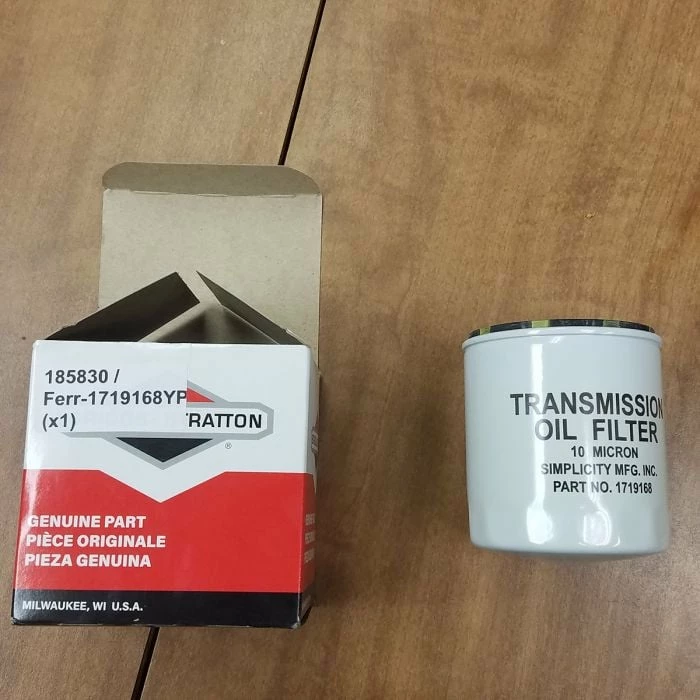 185830 /
Ferr-1719168YP
(x1)
RATTON
®
GENUINE PART
PIÈCE ORIGINALE
PIEZA GENUINA
MILWAUKEE, WI U.S.A.
TRANSMISSION
OIL FILTER
10 MICRON
SIMPLICITY MFG. INC.
PART NO. 1719168